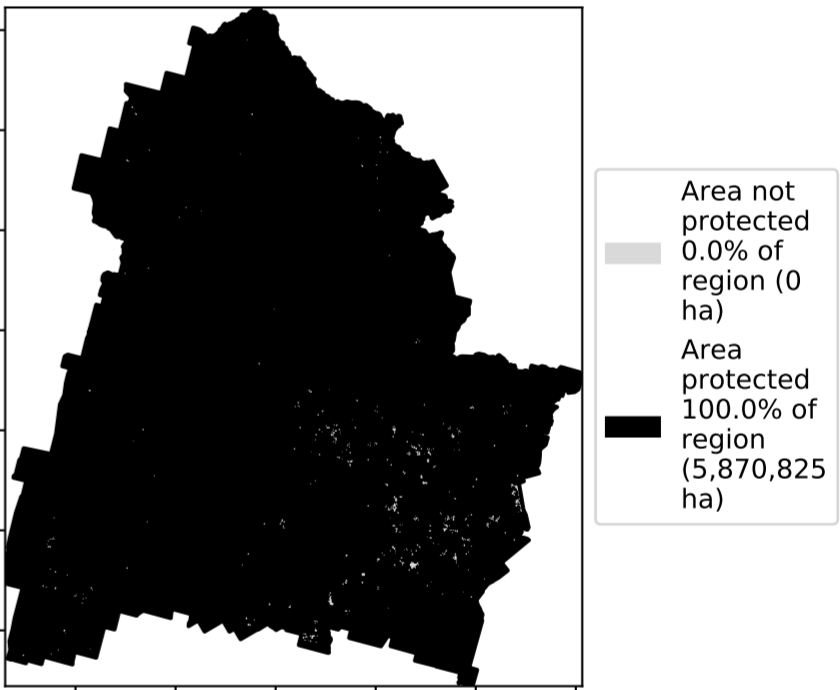 Area not
protected
0.0% of
region (0
ha)
Area
protected
100.0% of
region
(5,870,825
ha)